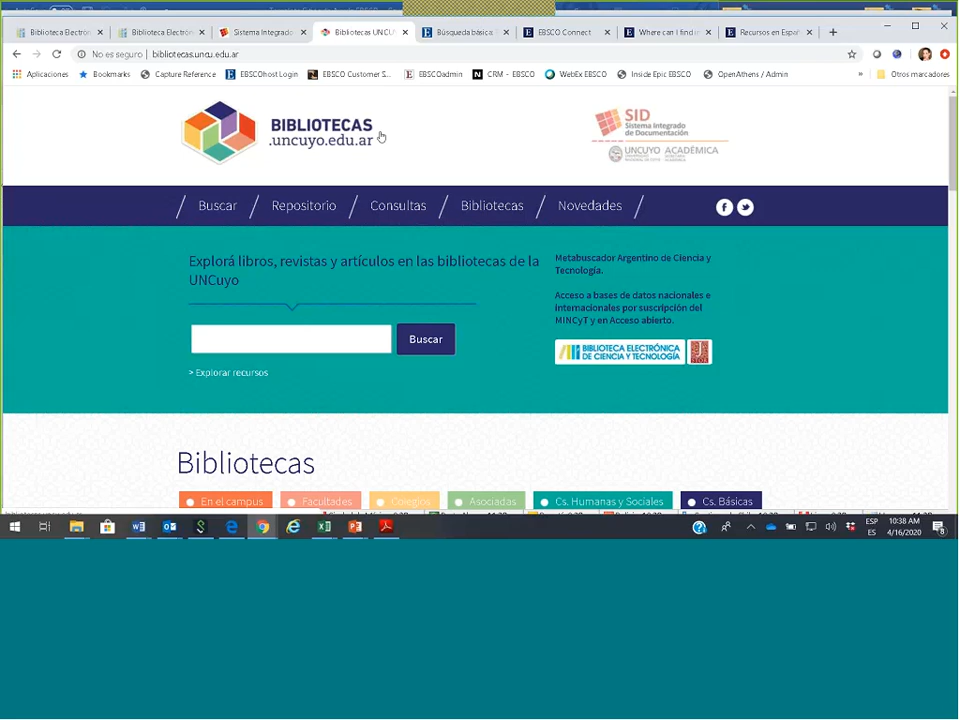 Biblioteca Electrón
Biblioteca Electrón
Sistema Integrado
Bibliotecas UNCU
Búsqueda básica:
EBSCO Connect
Where can I find i
Recursos en Españ
No es seguro | bibliotecas.uncu.edu.ar
Aplicaciones
Bookmarks
Capture Reference
EBSCOhost Login
EBSCO Customer S...
EBSCOadmin
CRM - EBSCO
WebEx EBSCO
Inside Epic EBSCO
OpenAthens / Admin
»
Otros marcadores
BIBLIOTECAS
.uncuyo.edu.ar
SID
Sistema Integrado
de Documentación
UNCUYO
ACADÉMICA
Buscar
Repositorio
Consultas
Bibliotecas
Novedades
Explorá libros, revistas y artículos en las bibliotecas de la
UNCuyo
Buscar
> Explorar recursos
Metabuscador Argentino de Ciencia y
Tecnología.
Acceso a bases de datos nacionales e
internacionales por suscripción del
MINCyT y en Acceso abierto.
BIBLIOTECA ELECTRÓNICA
DE CIENCIA Y TECNOLOGÍA
Bibliotecas
En el campus
Facultades
Colegios
Asociadas
Cs. Humanas y Sociales
Cs. Básicas
ESP
ES
10:38 AM
4/16/2020